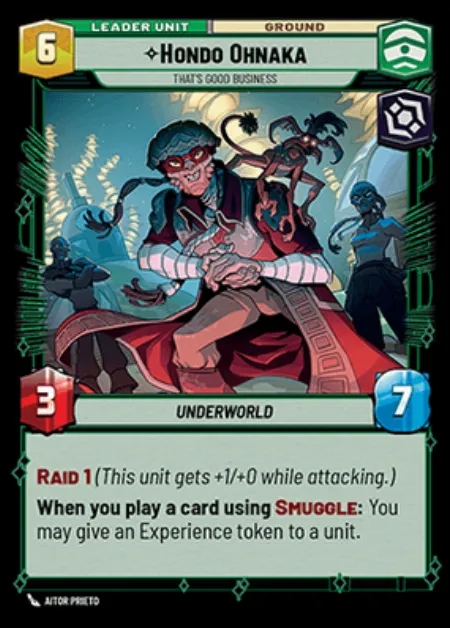 LEADER UNIT GROUND
6
HONDO OHNAKA
THAT'S GOOD BUSINESS
3
UNDERWORLD
7
RAID 1 (This unit gets +1/+0 while attacking.)
When you play a card using SMUGGLE: You
may give an Experience token to a unit.
AITOR PRIETO